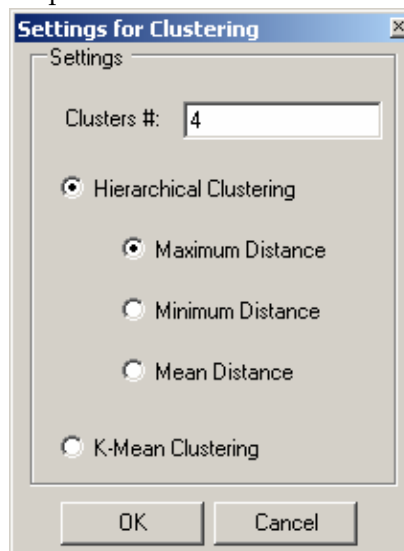 Settings for Clustering
Settings
Clusters #: 4
Hierarchical Clustering
Maximum Distance
Minimum Distance
Mean Distance
K-Mean Clustering
OK Cancel